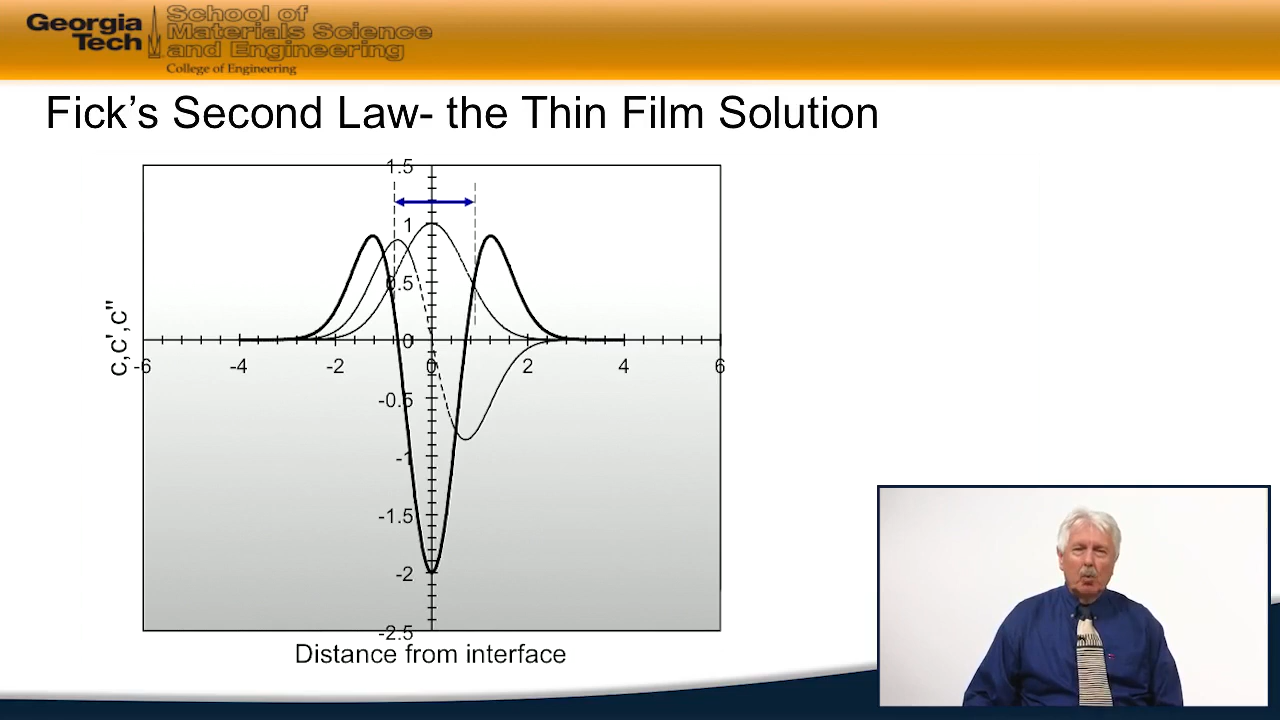 Georgia Tech
School of
Materials Science
and Engineering
College of Engineering
Fick's Second Law- the Thin Film Solution
1.5
1
0.5
0
-6 -4 -2 0 2 4 6
-0.5
-1
-1.5
-2
-2.5
c,c',c"
Distance from interface